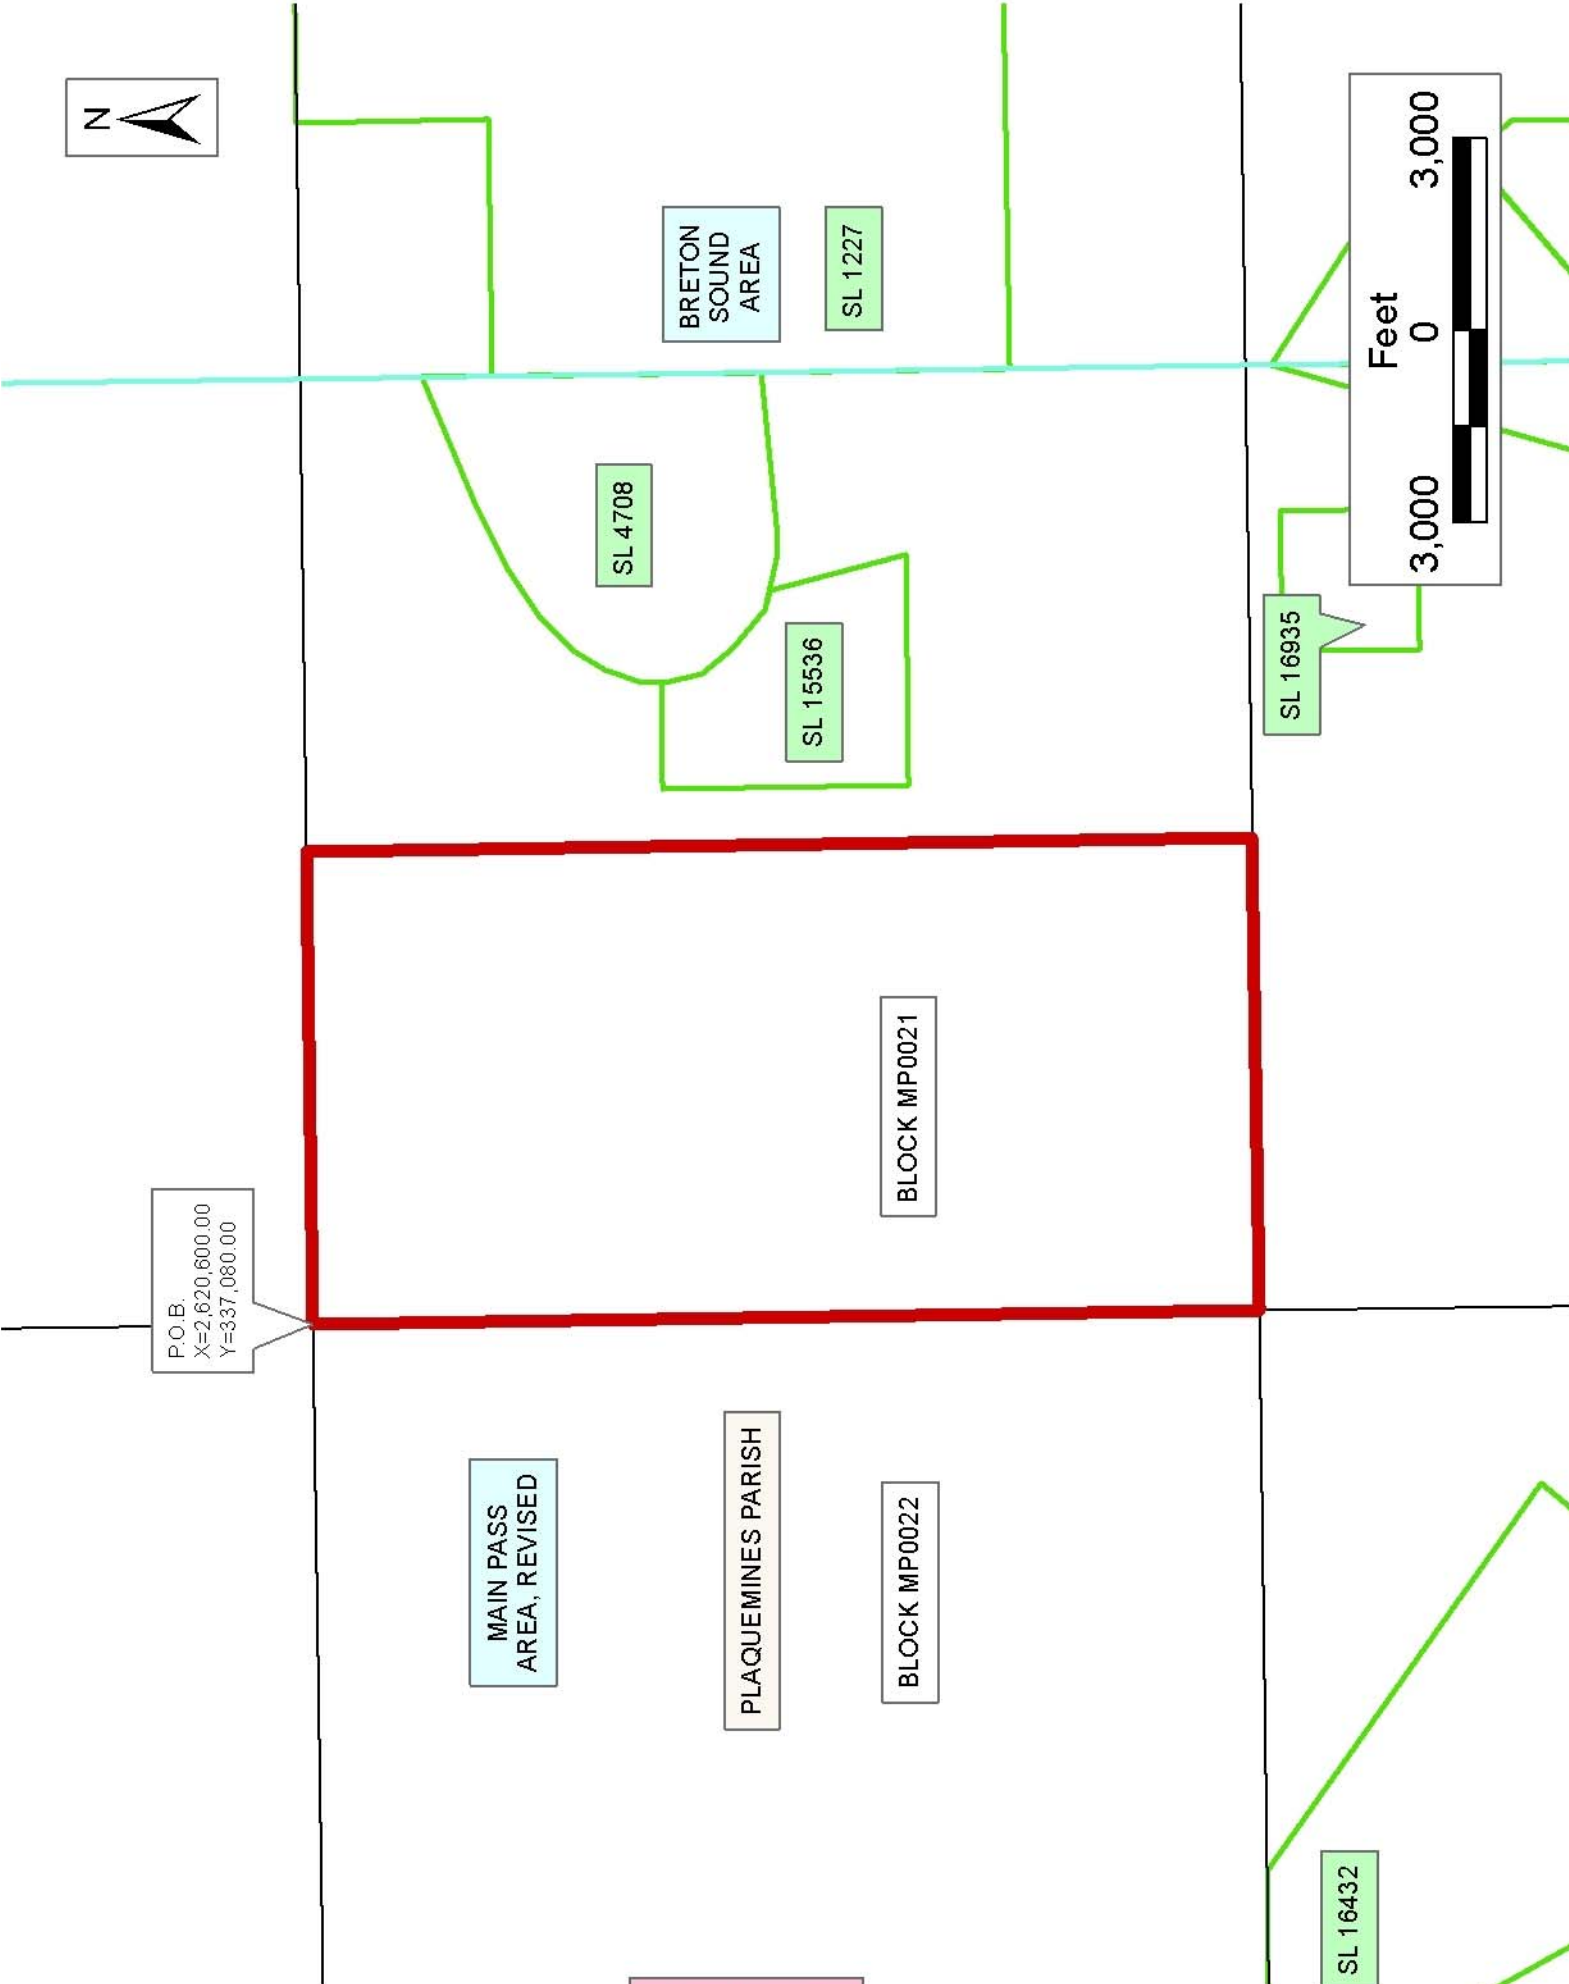 P.O.B.
X=2,620,600.00
Y=337,080.00
N
MAIN PASS
AREA, REVISED
PLAQUEMINES PARISH
BLOCK MP0022
BLOCK MP0021
SL 4708
SL 15536
BRETON
SOUND
AREA
SL 1227
SL 16432
SL 16935
Feet
3,000 0 3,000